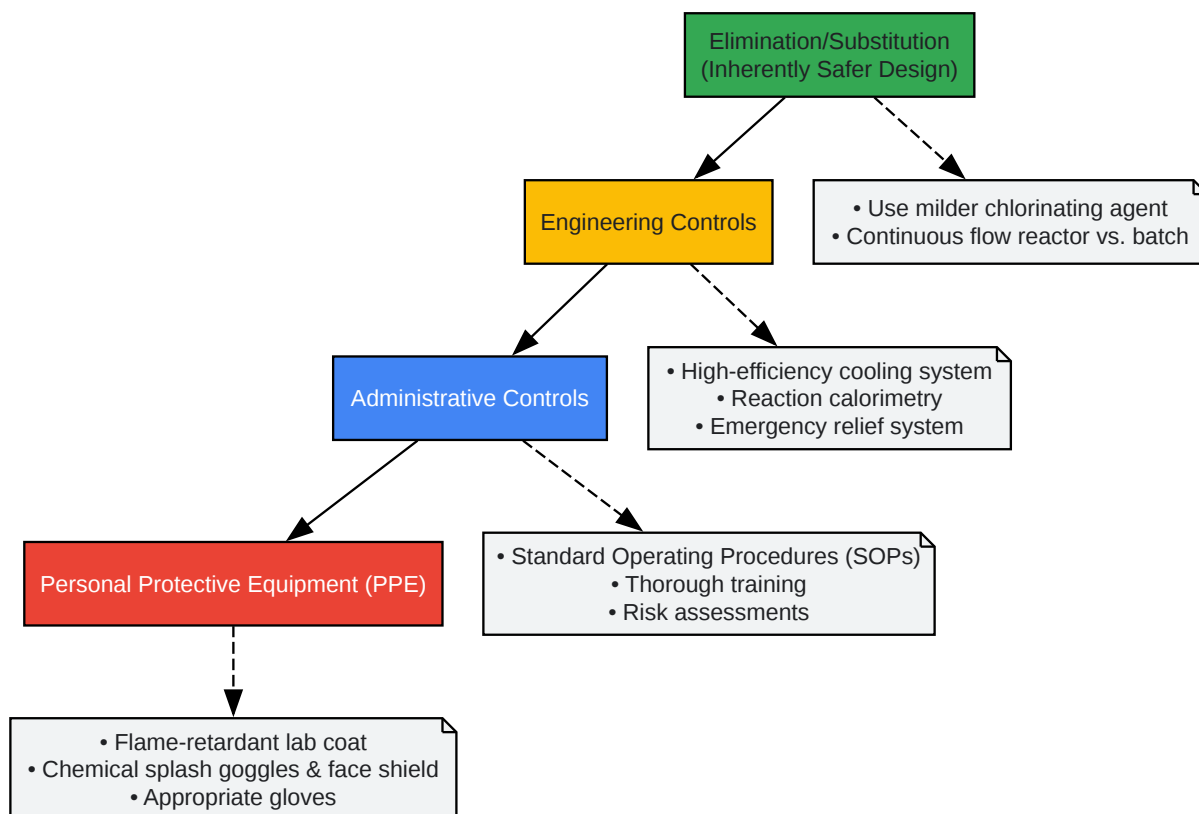 Elimination/Substitution
(Inherently Safer Design)
Engineering Controls
• Use milder chlorinating agent
• Continuous flow reactor vs. batch
Administrative Controls
• High-efficiency cooling system
• Reaction calorimetry
• Emergency relief system
Personal Protective Equipment (PPE)
• Standard Operating Procedures (SOPs)
• Thorough training
• Risk assessments
• Flame-retardant lab coat
• Chemical splash goggles & face shield
• Appropriate gloves